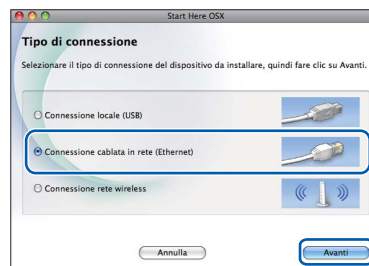 Start Here OSX
Tipo di connessione
Selezionare il tipo di connessione del dispositivo da installare, quindi fare clic su Avanti.
Connessione locale (USB)
Connessione cablata in rete (Ethernet)
Connessione rete wireless
Annulla
Avanti